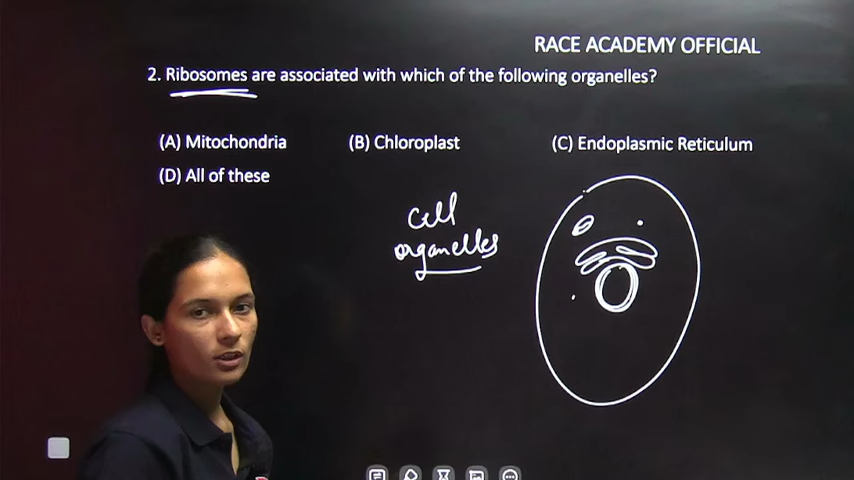 RACE ACADEMY OFFICIAL
2. Ribosomes are associated with which of the following organelles?
(A) Mitochondria (B) Chloroplast (C) Endoplasmic Reticulum
(D) All of these
Cell
organelles